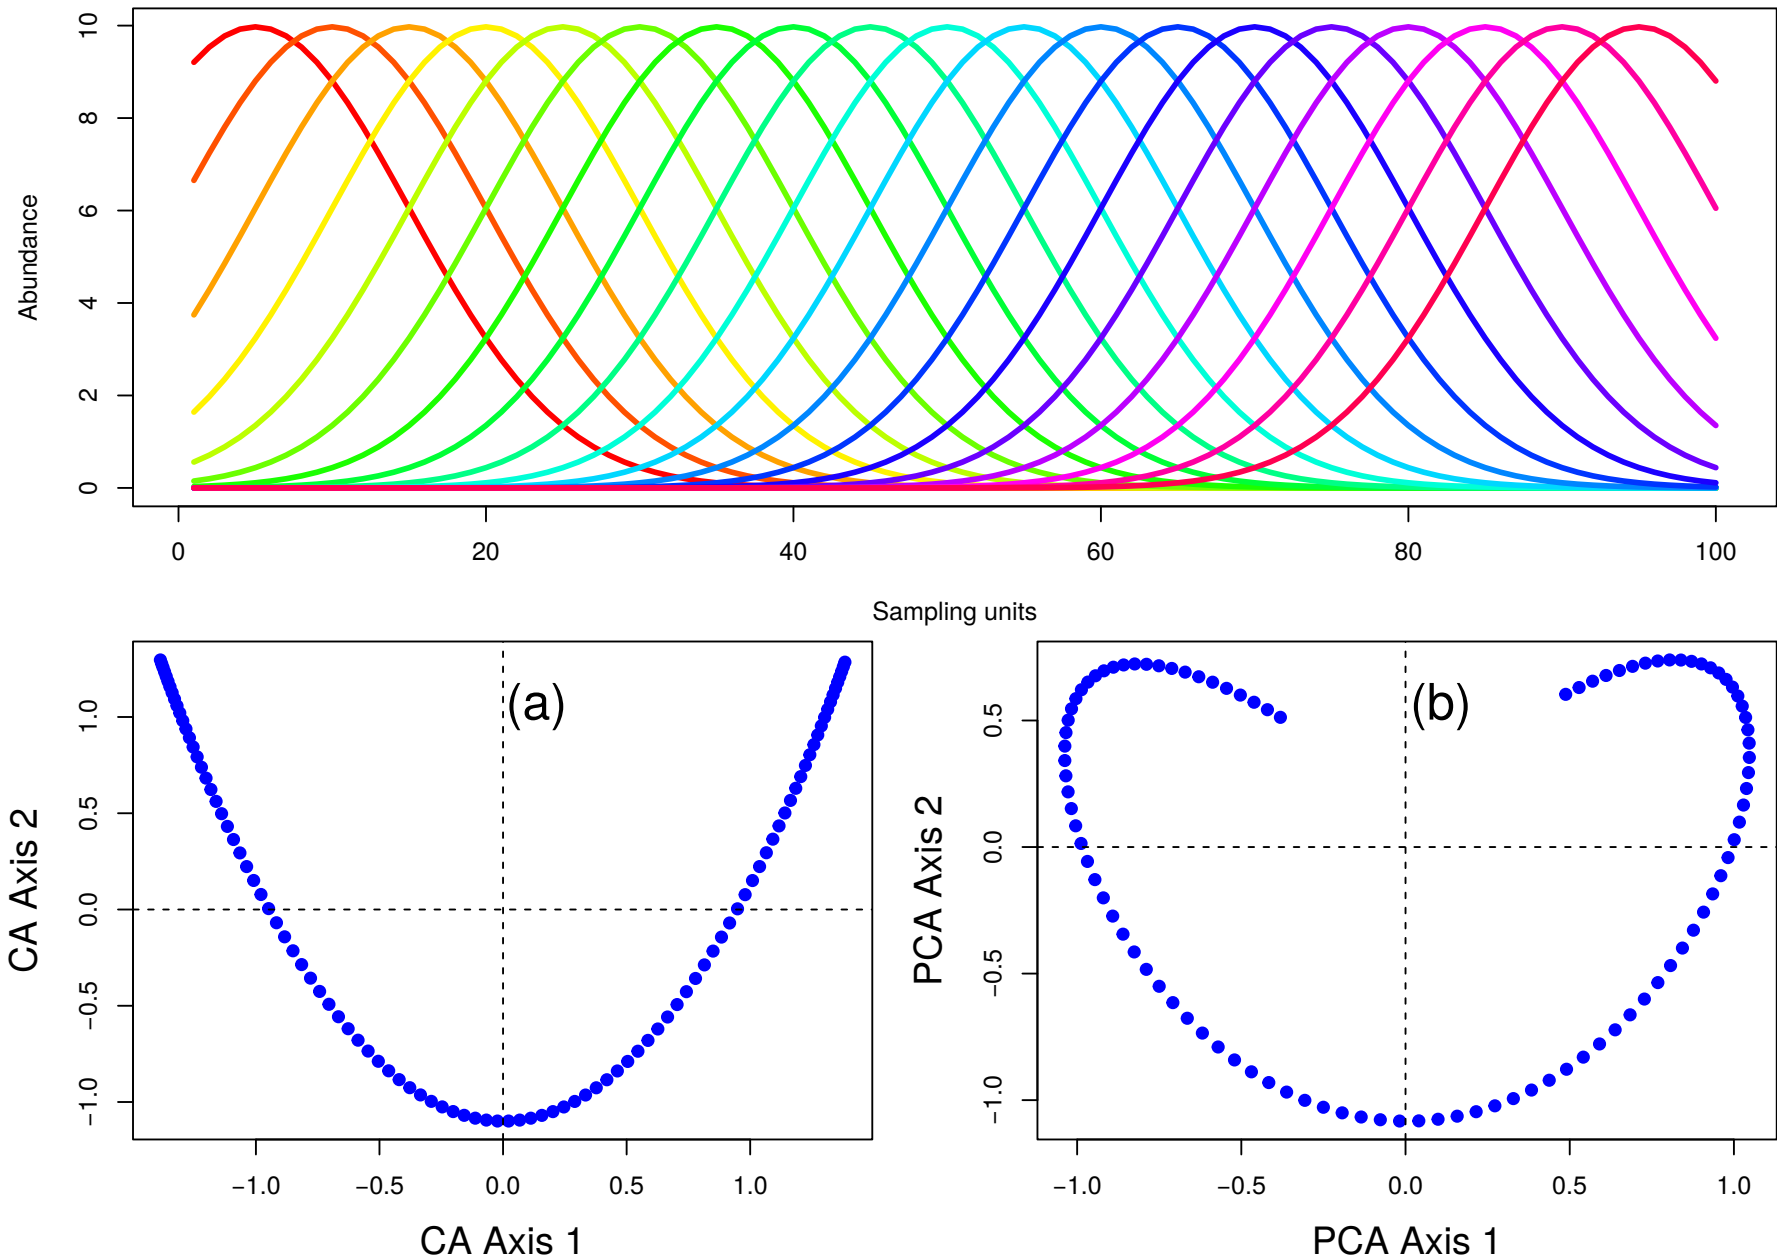 Abundance
10
8
6
4
2
0
0 20 40 60 80 100
Sampling units
(a)
CA Axis 2
1.0
0.5
0.0
−0.5
−1.0
−1.0 −0.5 0.0 0.5 1.0
CA Axis 1
(b)
PCA Axis 2
0.5
0.0
−0.5
−1.0
−1.0 −0.5 0.0 0.5 1.0
PCA Axis 1